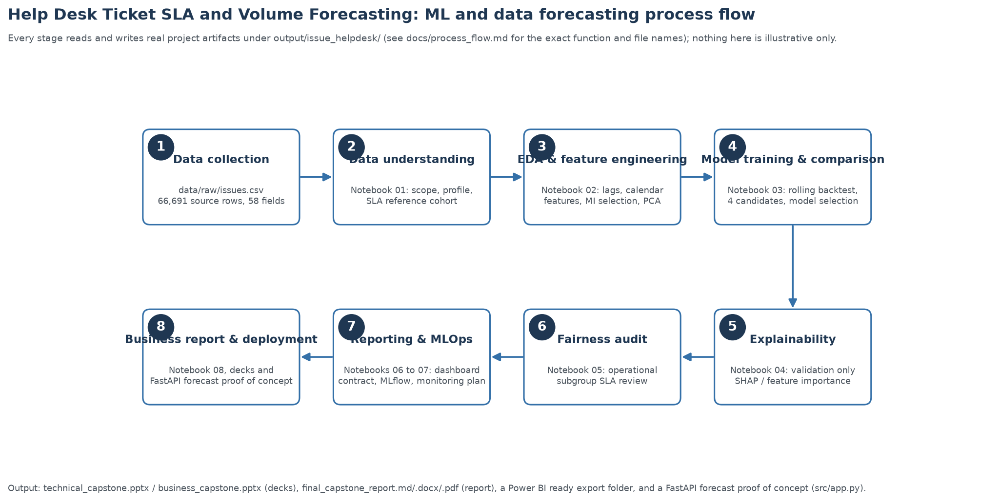 Help Desk Ticket SLA and Volume Forecasting: ML and data forecasting process flow
Every stage reads and writes real project artifacts under output/issue_helpdesk/ (see docs/process_flow.md for the exact function and file names); nothing here is illustrative only.
1
Data collection
data/raw/issues.csv
66,691 source rows, 58 fields
2
Data understanding
Notebook 01: scope, profile,
SLA reference cohort
3
EDA & feature engineering
Notebook 02: lags, calendar
features, MI selection, PCA
4
Model training & comparison
Notebook 03: rolling backtest,
4 candidates, model selection
5
Explainability
Notebook 04: validation only
SHAP / feature importance
6
Fairness audit
Notebook 05: operational
subgroup SLA review
7
Reporting & MLOps
Notebooks 06 to 07: dashboard
contract, MLflow, monitoring plan
8
Business report & deployment
Notebook 08, decks and
FastAPI forecast proof of concept
Output: technical_capstone.pptx / business_capstone.pptx (decks), final_capstone_report.md/.docx/.pdf (report), a Power BI ready export folder, and a FastAPI forecast proof of concept (src/app.py).